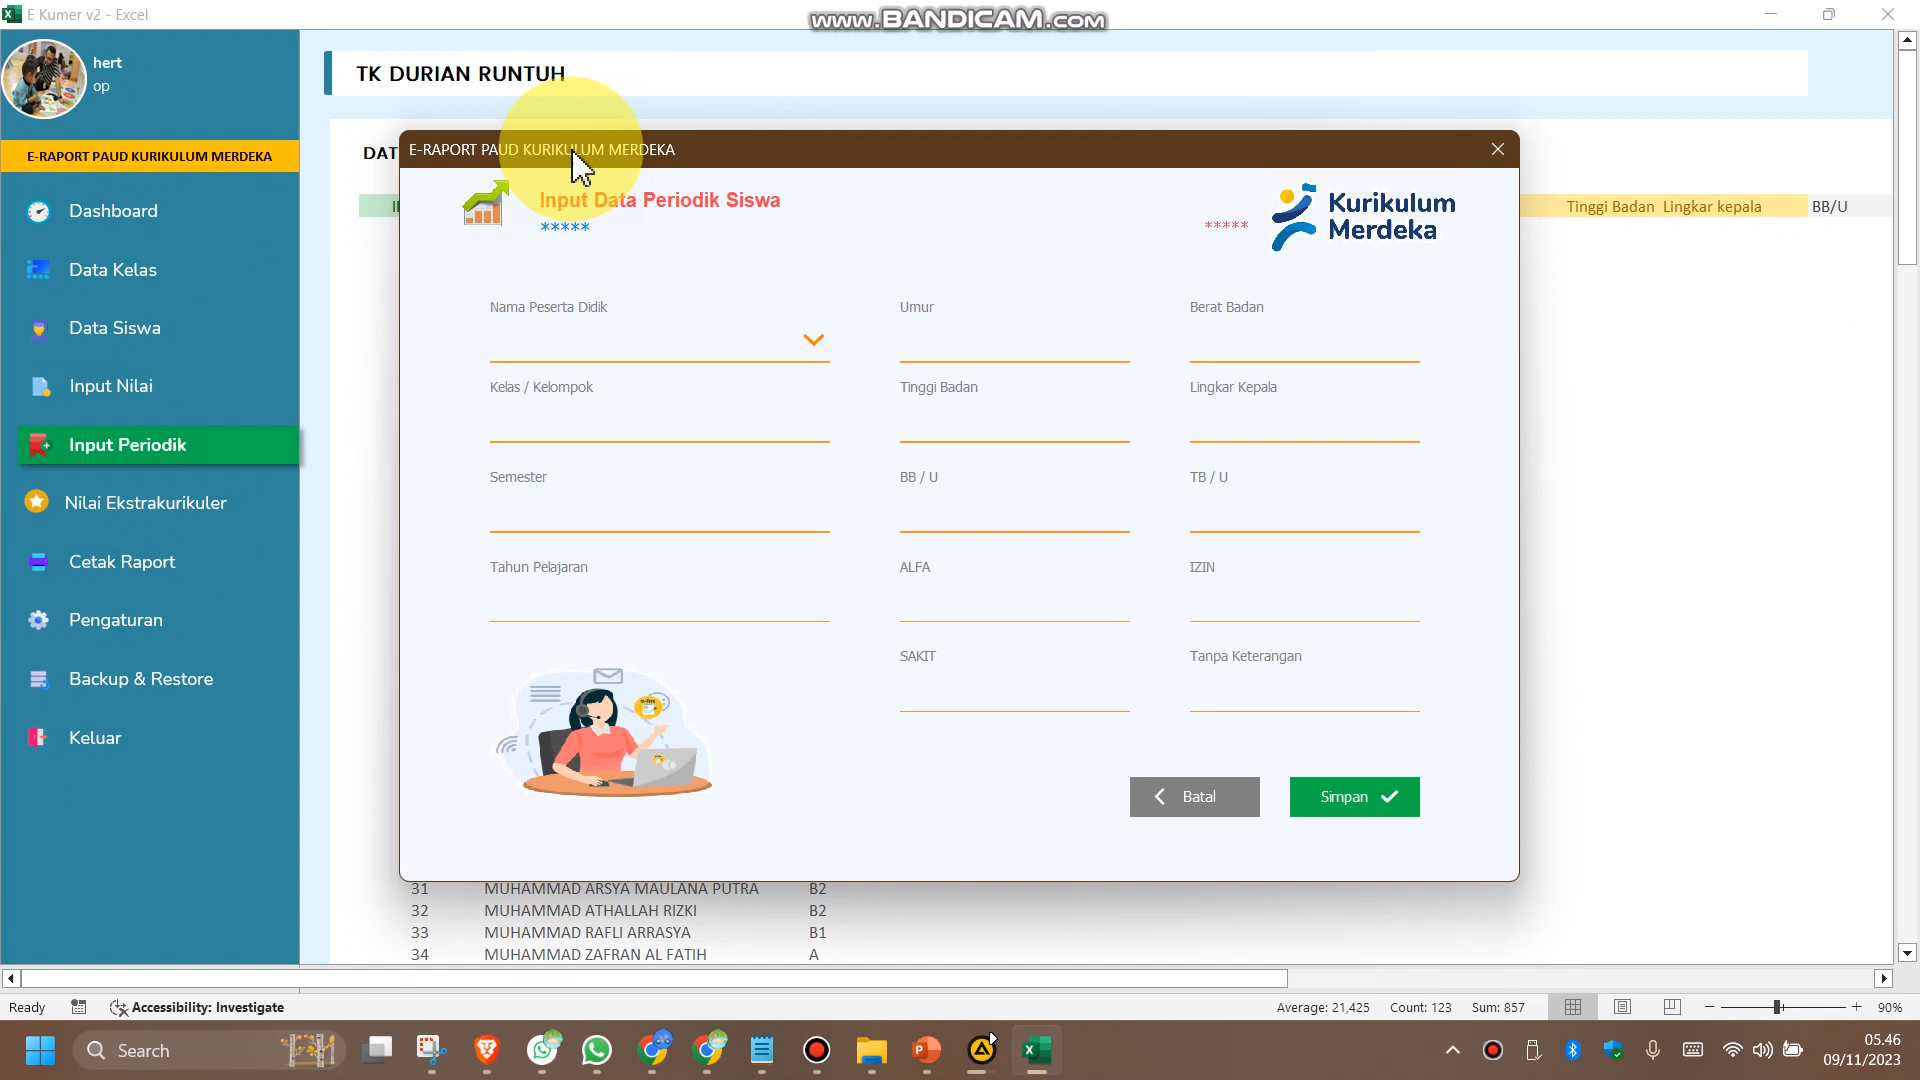 E Kumer v2 - Excel
www.BANDICAM.com
hert
op
TK DURIAN RUNTUH
E-RAPORT PAUD KURIKULUM MERDEKA
DAT
E-RAPORT PAUD KURIKULUM MERDEKA
Input Data Periodik Siswa
*****
*****
Kurikulum
Merdeka
Tinggi Badan Lingkar kepala BB/U
Dashboard
Data Kelas
Data Siswa
Input Nilai
Input Periodik
Nilai Ekstrakurikuler
Cetak Raport
Pengaturan
Backup & Restore
Keluar
Nama Peserta Didik
Umur
Berat Badan
Kelas / Kelompok
Tinggi Badan
Lingkar Kepala
Semester
BB / U
TB / U
Tahun Pelajaran
ALFA
IZIN
SAKIT
Tanpa Keterangan
Batal
Simpan
31 MUHAMMAD ARSYA MAULANA PUTRA B2
32 MUHAMMAD ATHALLAH RIZKI B2
33 MUHAMMAD RAFLI ARRASYA B1
34 MUHAMMAD ZAFRAN AL FATIH A
Ready
Accessibility: Investigate
Average: 21,425 Count: 123 Sum: 857
90%
Search
05.46
09/11/2023